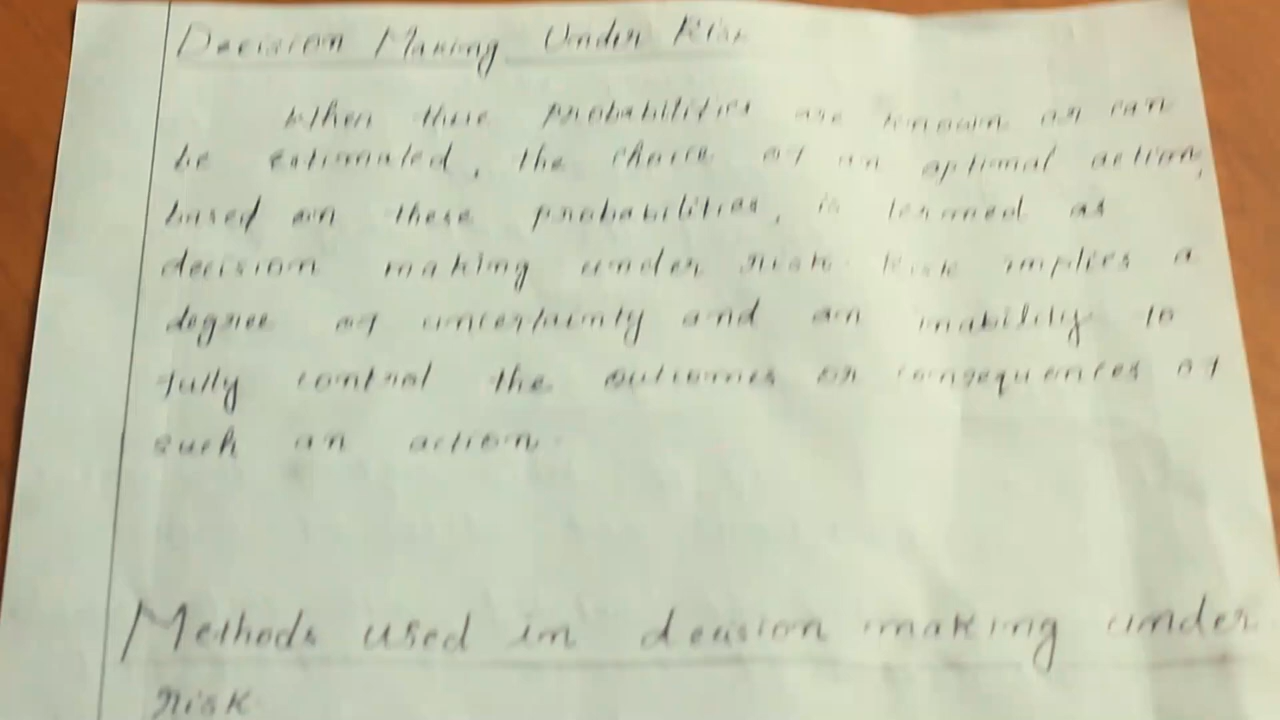 Decision Making Under Risk
When these probabilities are known or can
be estimated, the choice of an optimal action,
based on these probabilities, is termed as
decision making under risk. Risk implies a
degree of uncertainty and an inability to
fully control the outcomes or consequences of
such an action.
Methods used in decision making under
risk